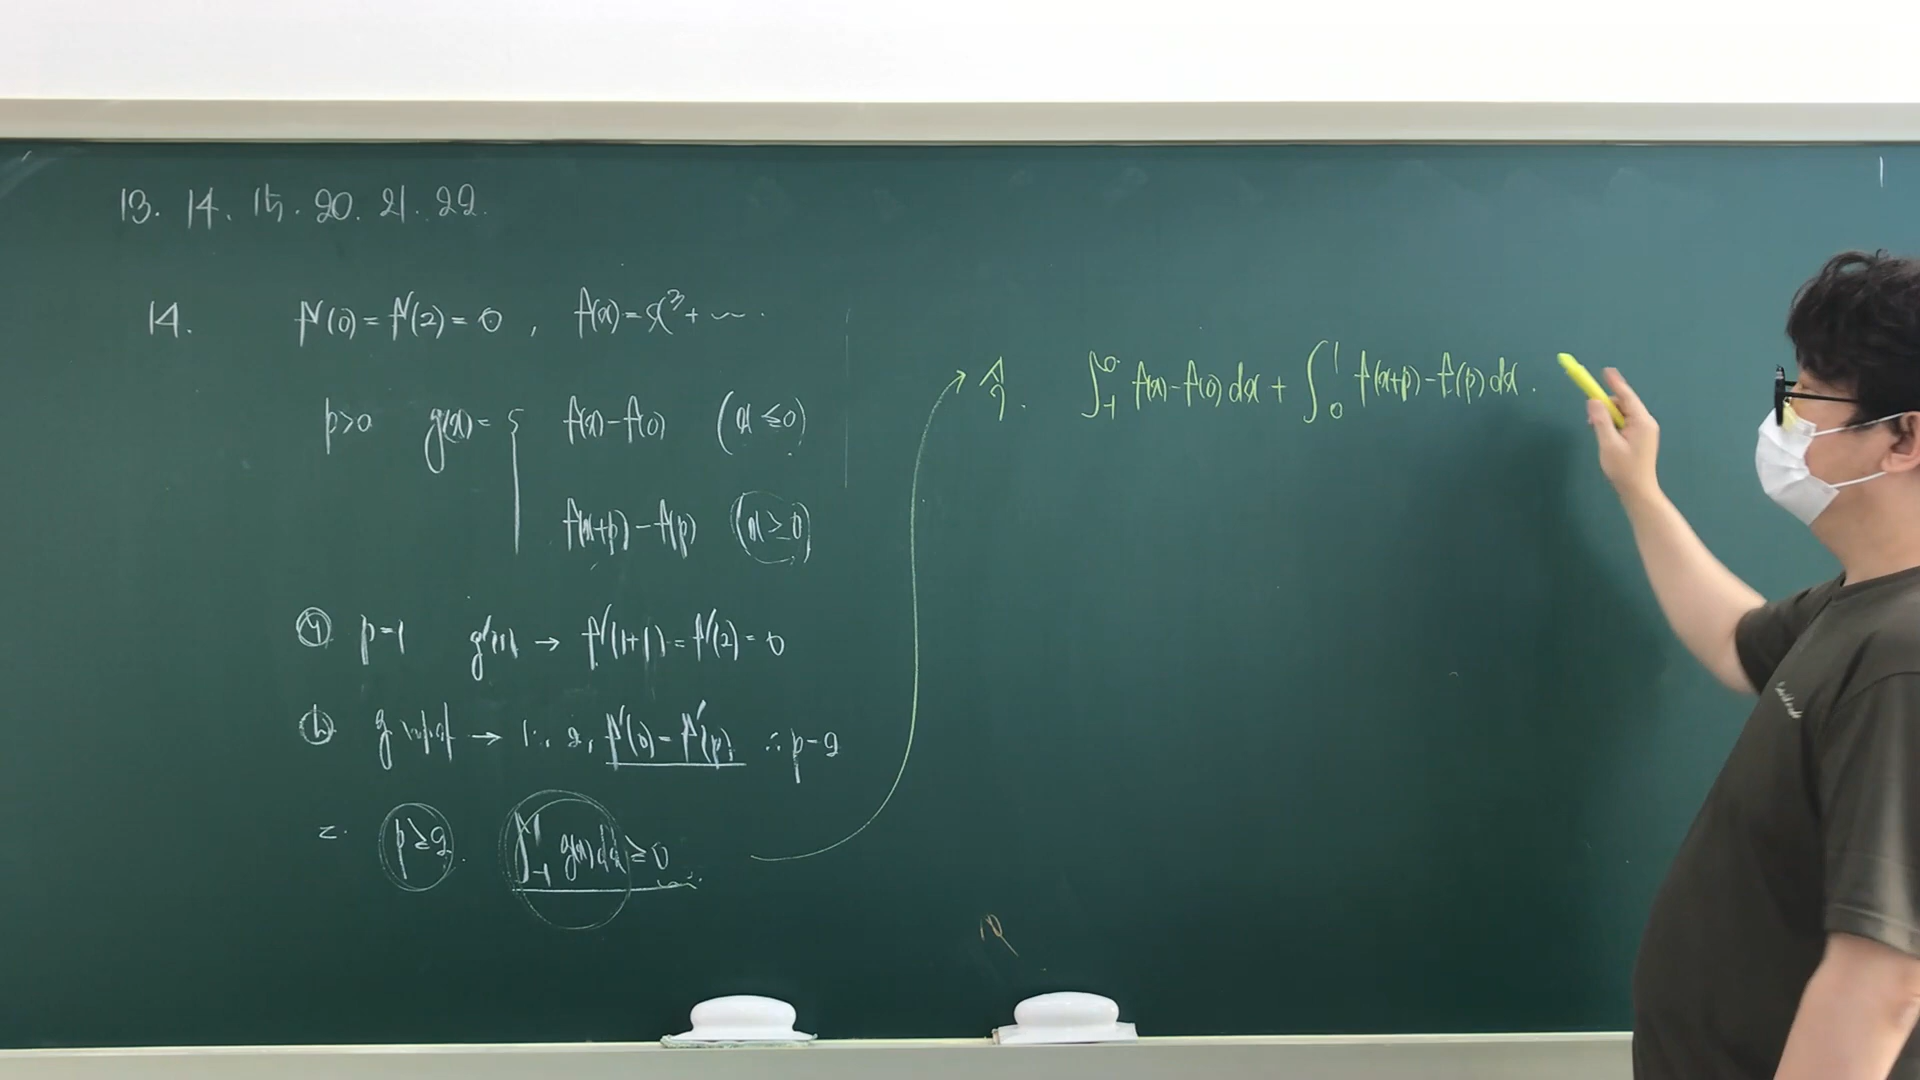 13. 14. 15. 20. 21. 22.
14. f'(0)=f'(2)=0 , f(x)=x³+ ⋯ .
p>0 g(x)= { f(x)-f(0) (x≤0)
f(x+p)-f(p) (x≥0)
㉠ p=1 g'(1) → f'(1+1)=f'(2)=0
㉡ → 1., 2, f'(0)=f'(p) ∴ p=2
ㄷ. p≥2. ∫₋₁¹ g(x)dx≥0
∫₋₁⁰ f(x)-f(0)dx + ∫₀¹ f(x+p)-f(p)dx.